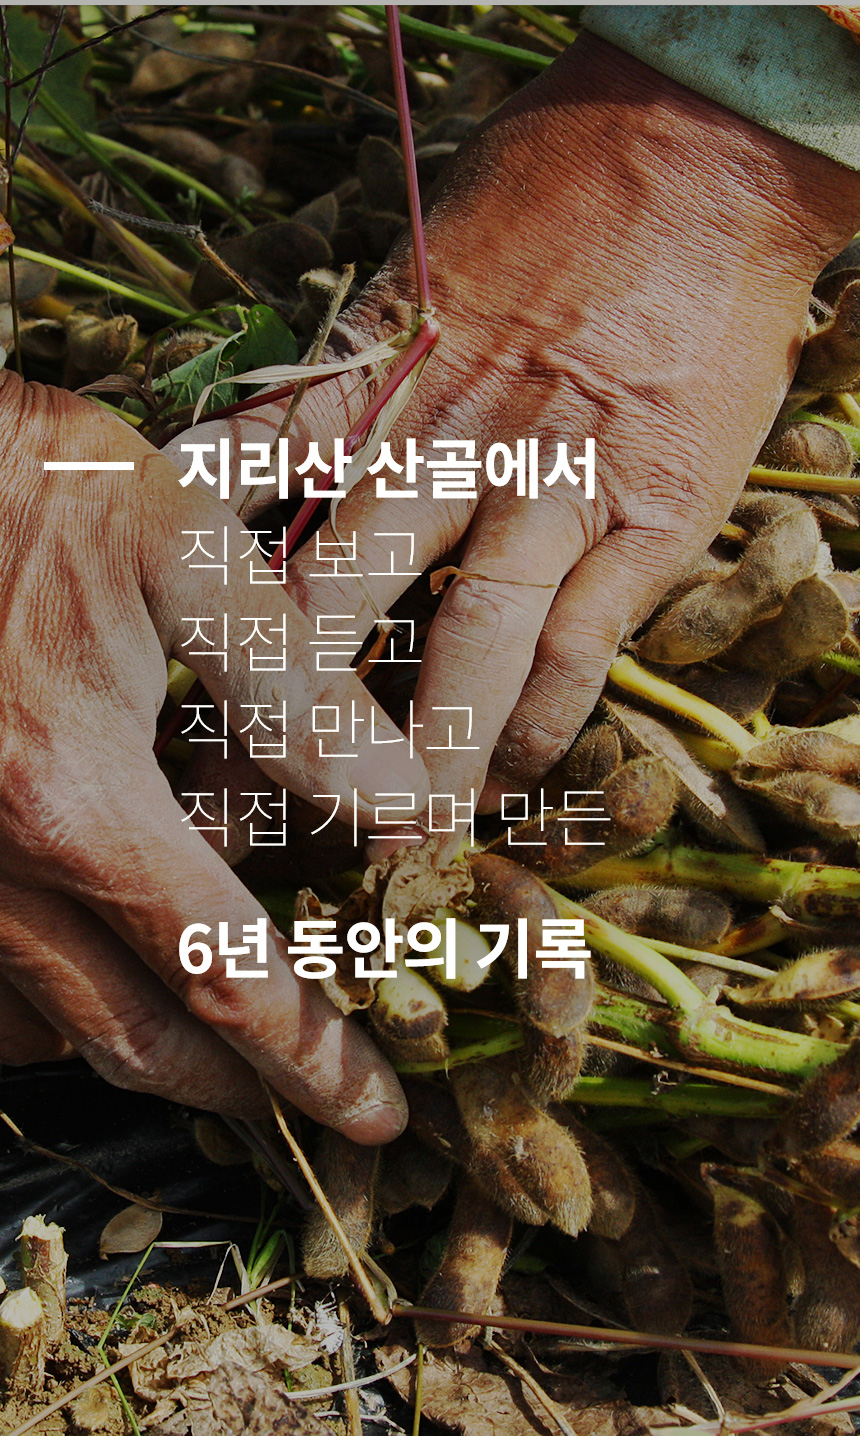 지리산 산골에서
직접 보고
직접 듣고
직접 만나고
직접 기르며 만든
6년 동안의 기록